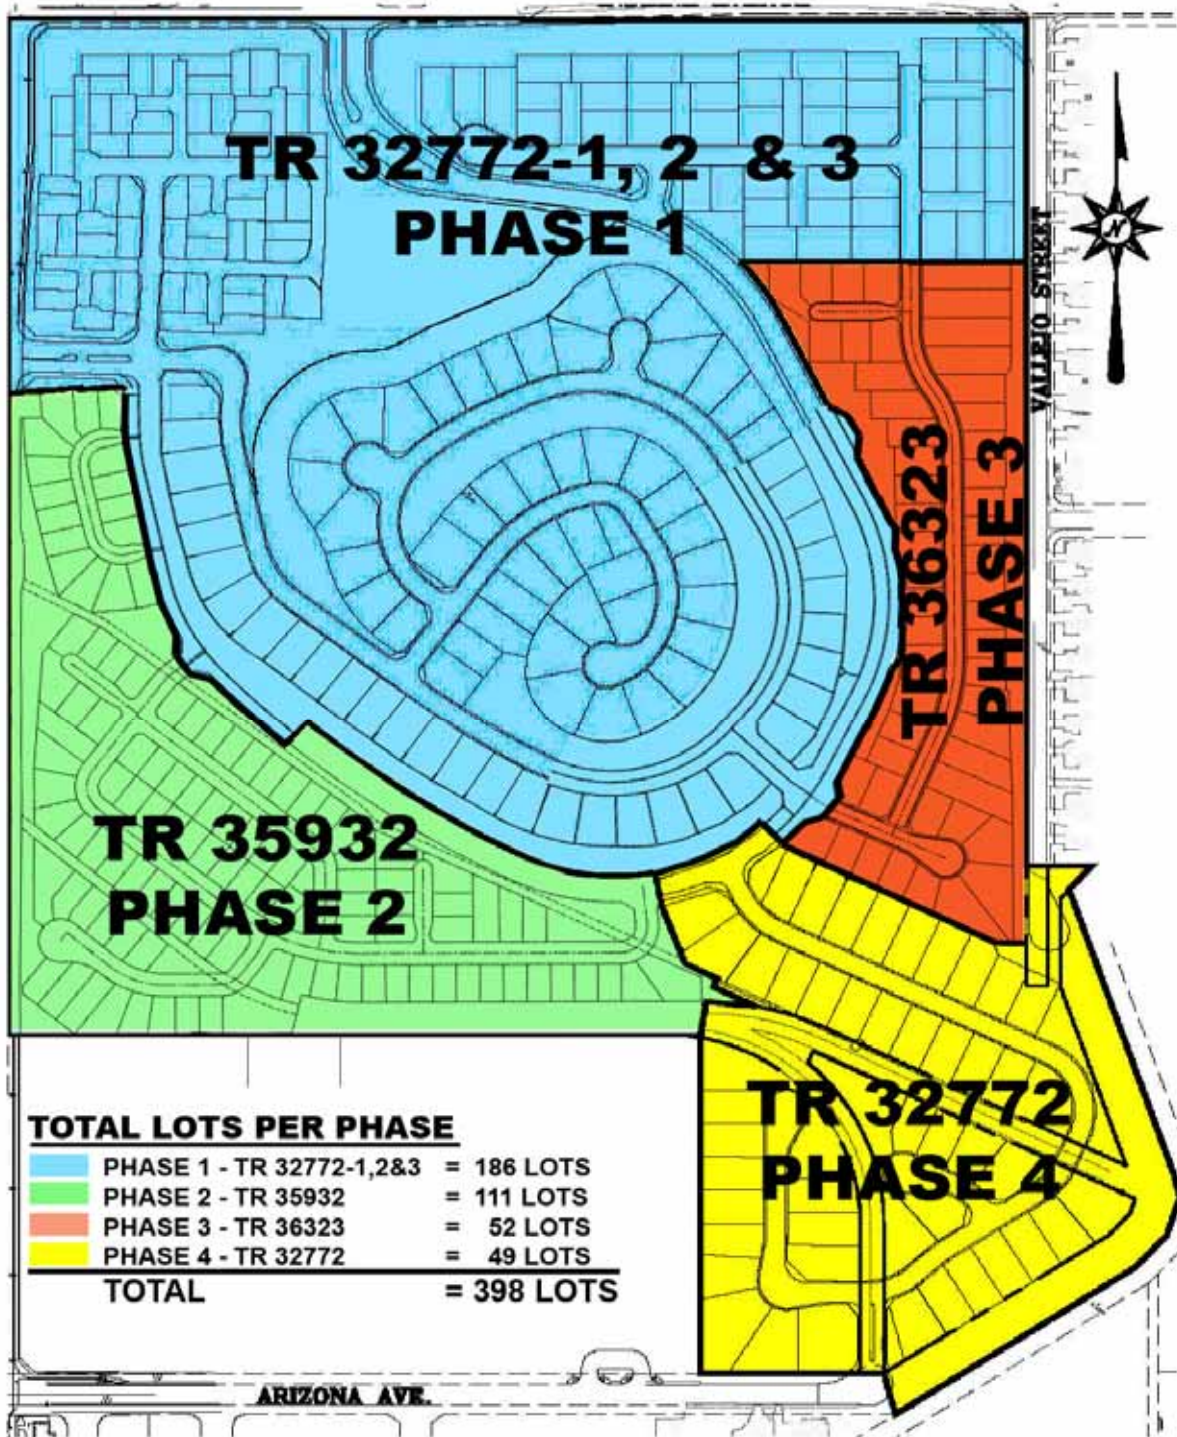 TR 32772-1, 2 & 3
PHASE 1
VALLEJO STREET
N
TR 36323
PHASE 3
TR 35932
PHASE 2
TR 32772
PHASE 4
TOTAL LOTS PER PHASE
PHASE 1 - TR 32772-1,2&3 = 186 LOTS
PHASE 2 - TR 35932 = 111 LOTS
PHASE 3 - TR 36323 = 52 LOTS
PHASE 4 - TR 32772 = 49 LOTS
TOTAL = 398 LOTS
ARIZONA AVE.